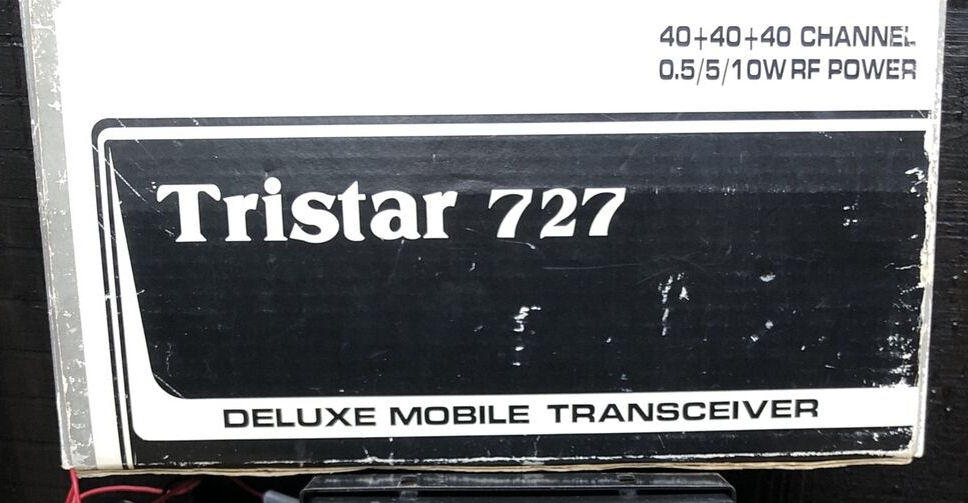 40+40+40 CHANNEL
0.5/5/10W RF POWER
Tristar 727
DELUXE MOBILE TRANSCEIVER